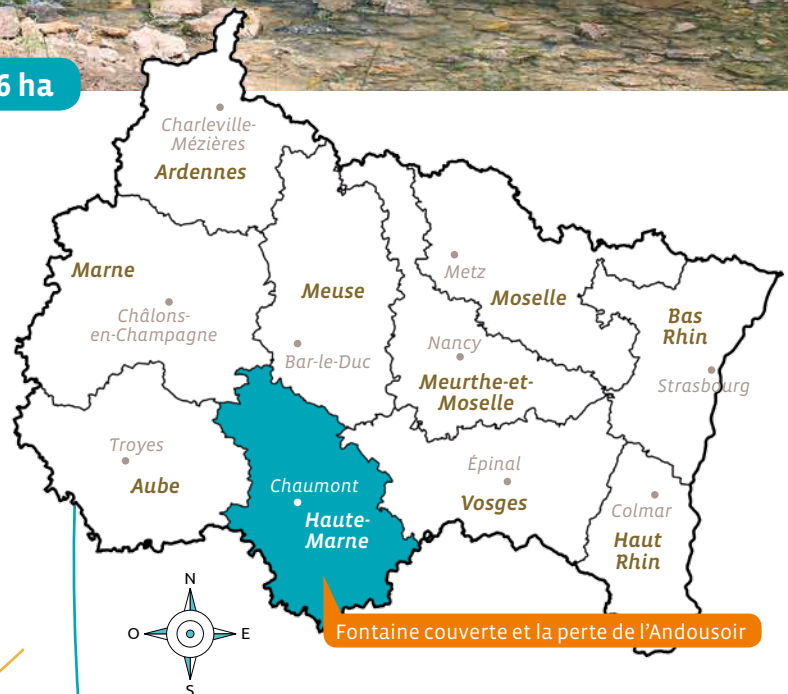 6 ha
Charleville-
Mézières
Ardennes
Marne
Châlons-
en-Champagne
Meuse
Bar-le-Duc
Metz
Moselle
Nancy
Meurthe-et-
Moselle
Bas
Rhin
Strasbourg
Troyes
Aube
Chaumont
Haute-
Marne
Épinal
Vosges
Colmar
Haut
Rhin
N
O
E
S
Fontaine couverte et la perte de l'Andousoir